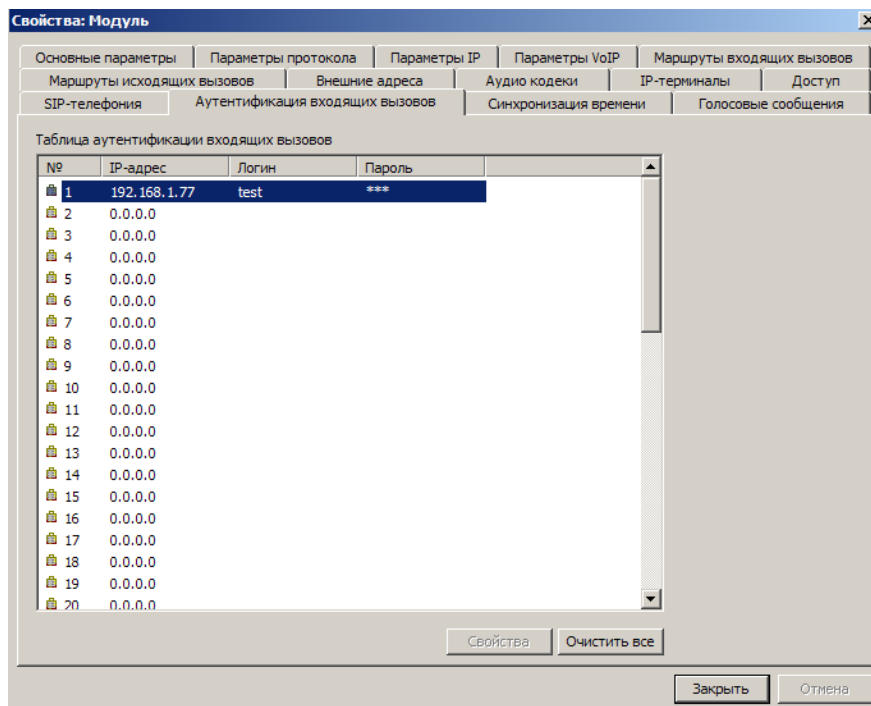 Свойства: Модуль
Основные параметры Параметры протокола Параметры IP Параметры VoIP Маршруты входящих вызовов
Маршруты исходящих вызовов Внешние адреса Аудио кодеки IP-терминалы Доступ
SIP-телефония Аутентификация входящих вызовов Синхронизация времени Голосовые сообщения
Таблица аутентификации входящих вызовов
№ IP-адрес Логин Пароль
1 192.168.1.77 test ***
2 0.0.0.0
3 0.0.0.0
4 0.0.0.0
5 0.0.0.0
6 0.0.0.0
7 0.0.0.0
8 0.0.0.0
9 0.0.0.0
10 0.0.0.0
11 0.0.0.0
12 0.0.0.0
13 0.0.0.0
14 0.0.0.0
15 0.0.0.0
16 0.0.0.0
17 0.0.0.0
18 0.0.0.0
19 0.0.0.0
20 0.0.0.0
Свойства Очистить все
Закрыть Отмена